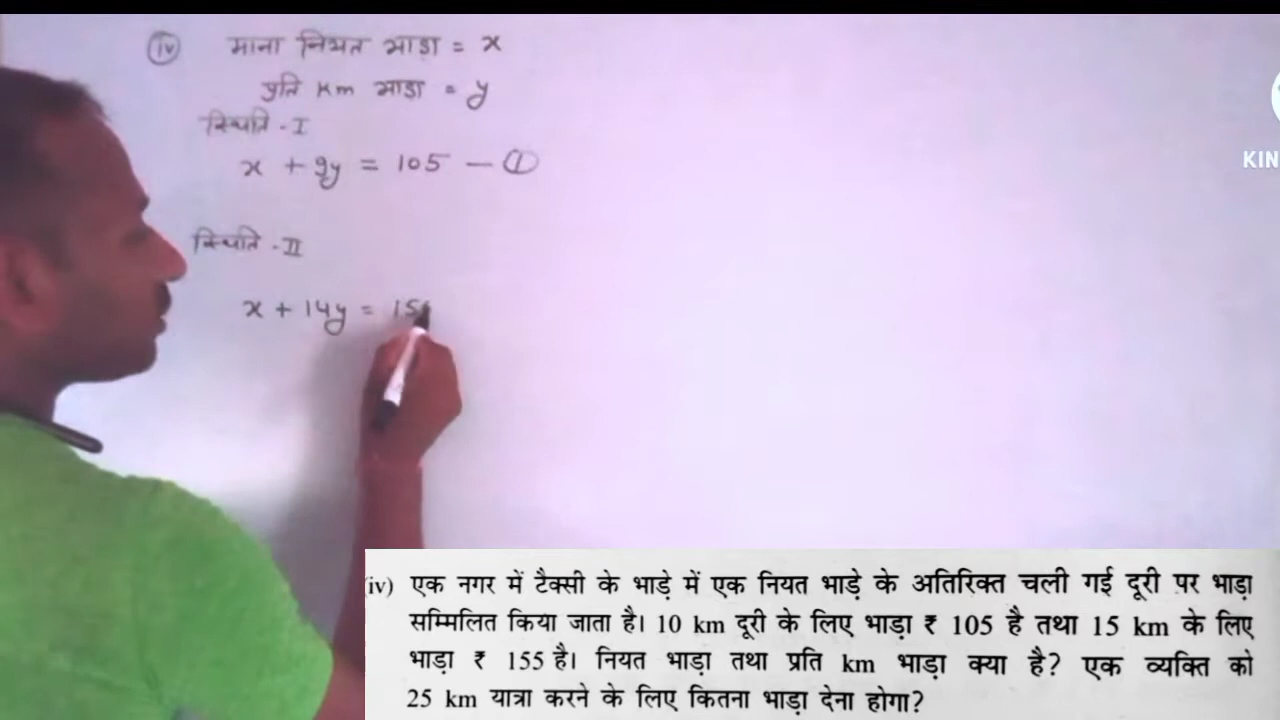 (iv) माना नियत भाड़ा = x
प्रति Km भाड़ा = y
स्थिति - I
x + 9y = 105 — ①
स्थिति - II
x + 14y = 15
KIN
iv) एक नगर में टैक्सी के भाड़े में एक नियत भाड़े के अतिरिक्त चली गई दूरी पर भाड़ा
सम्मिलित किया जाता है। 10 km दूरी के लिए भाड़ा ₹ 105 है तथा 15 km के लिए
भाड़ा ₹ 155 है। नियत भाड़ा तथा प्रति km भाड़ा क्या है? एक व्यक्ति को
25 km यात्रा करने के लिए कितना भाड़ा देना होगा?